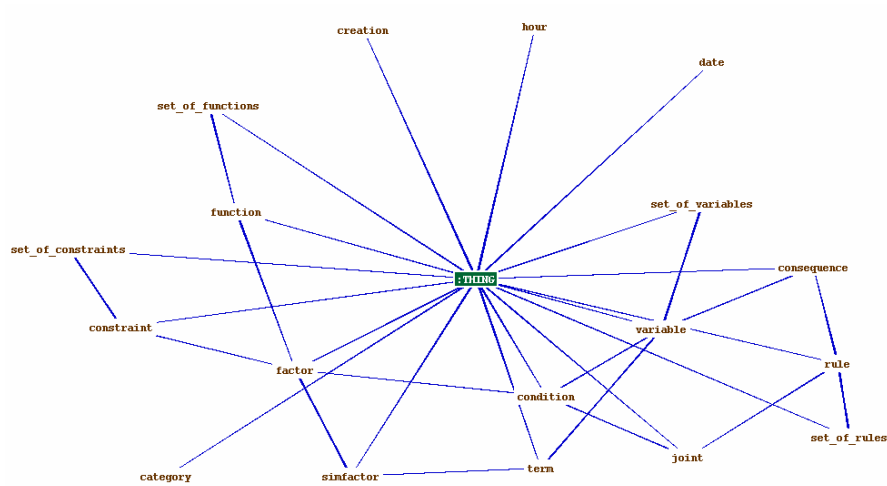 creation
hour
date
set_of_functions
set_of_variables
function
set_of_constraints
consequence
:THING
constraint
variable
rule
factor
condition
set_of_rules
joint
term
category
simfactor